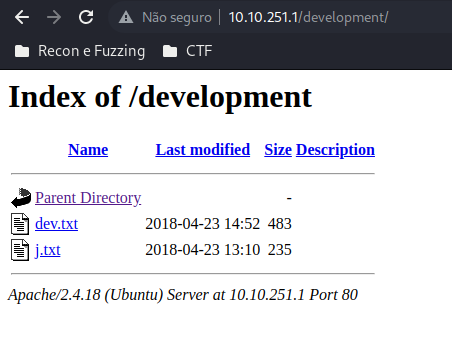 Não seguro 10.10.251.1/development/
Recon e Fuzzing CTF
Index of /development
Name Last modified Size Description
Parent Directory -
dev.txt 2018-04-23 14:52 483
j.txt 2018-04-23 13:10 235
Apache/2.4.18 (Ubuntu) Server at 10.10.251.1 Port 80